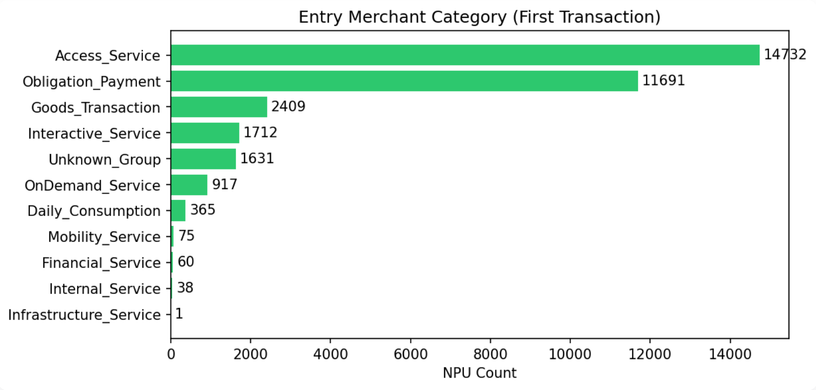 Entry Merchant Category (First Transaction)
Access_Service 14732
Obligation_Payment 11691
Goods_Transaction 2409
Interactive_Service 1712
Unknown_Group 1631
OnDemand_Service 917
Daily_Consumption 365
Mobility_Service 75
Financial_Service 60
Internal_Service 38
Infrastructure_Service 1
0 2000 4000 6000 8000 10000 12000 14000
NPU Count